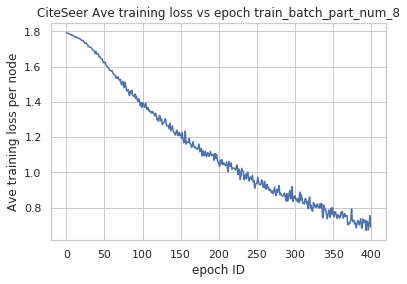 CiteSeer Ave training loss vs epoch train_batch_part_num_8
Ave training loss per node
1.8
1.6
1.4
1.2
1.0
0.8
0 50 100 150 200 250 300 350 400
epoch ID